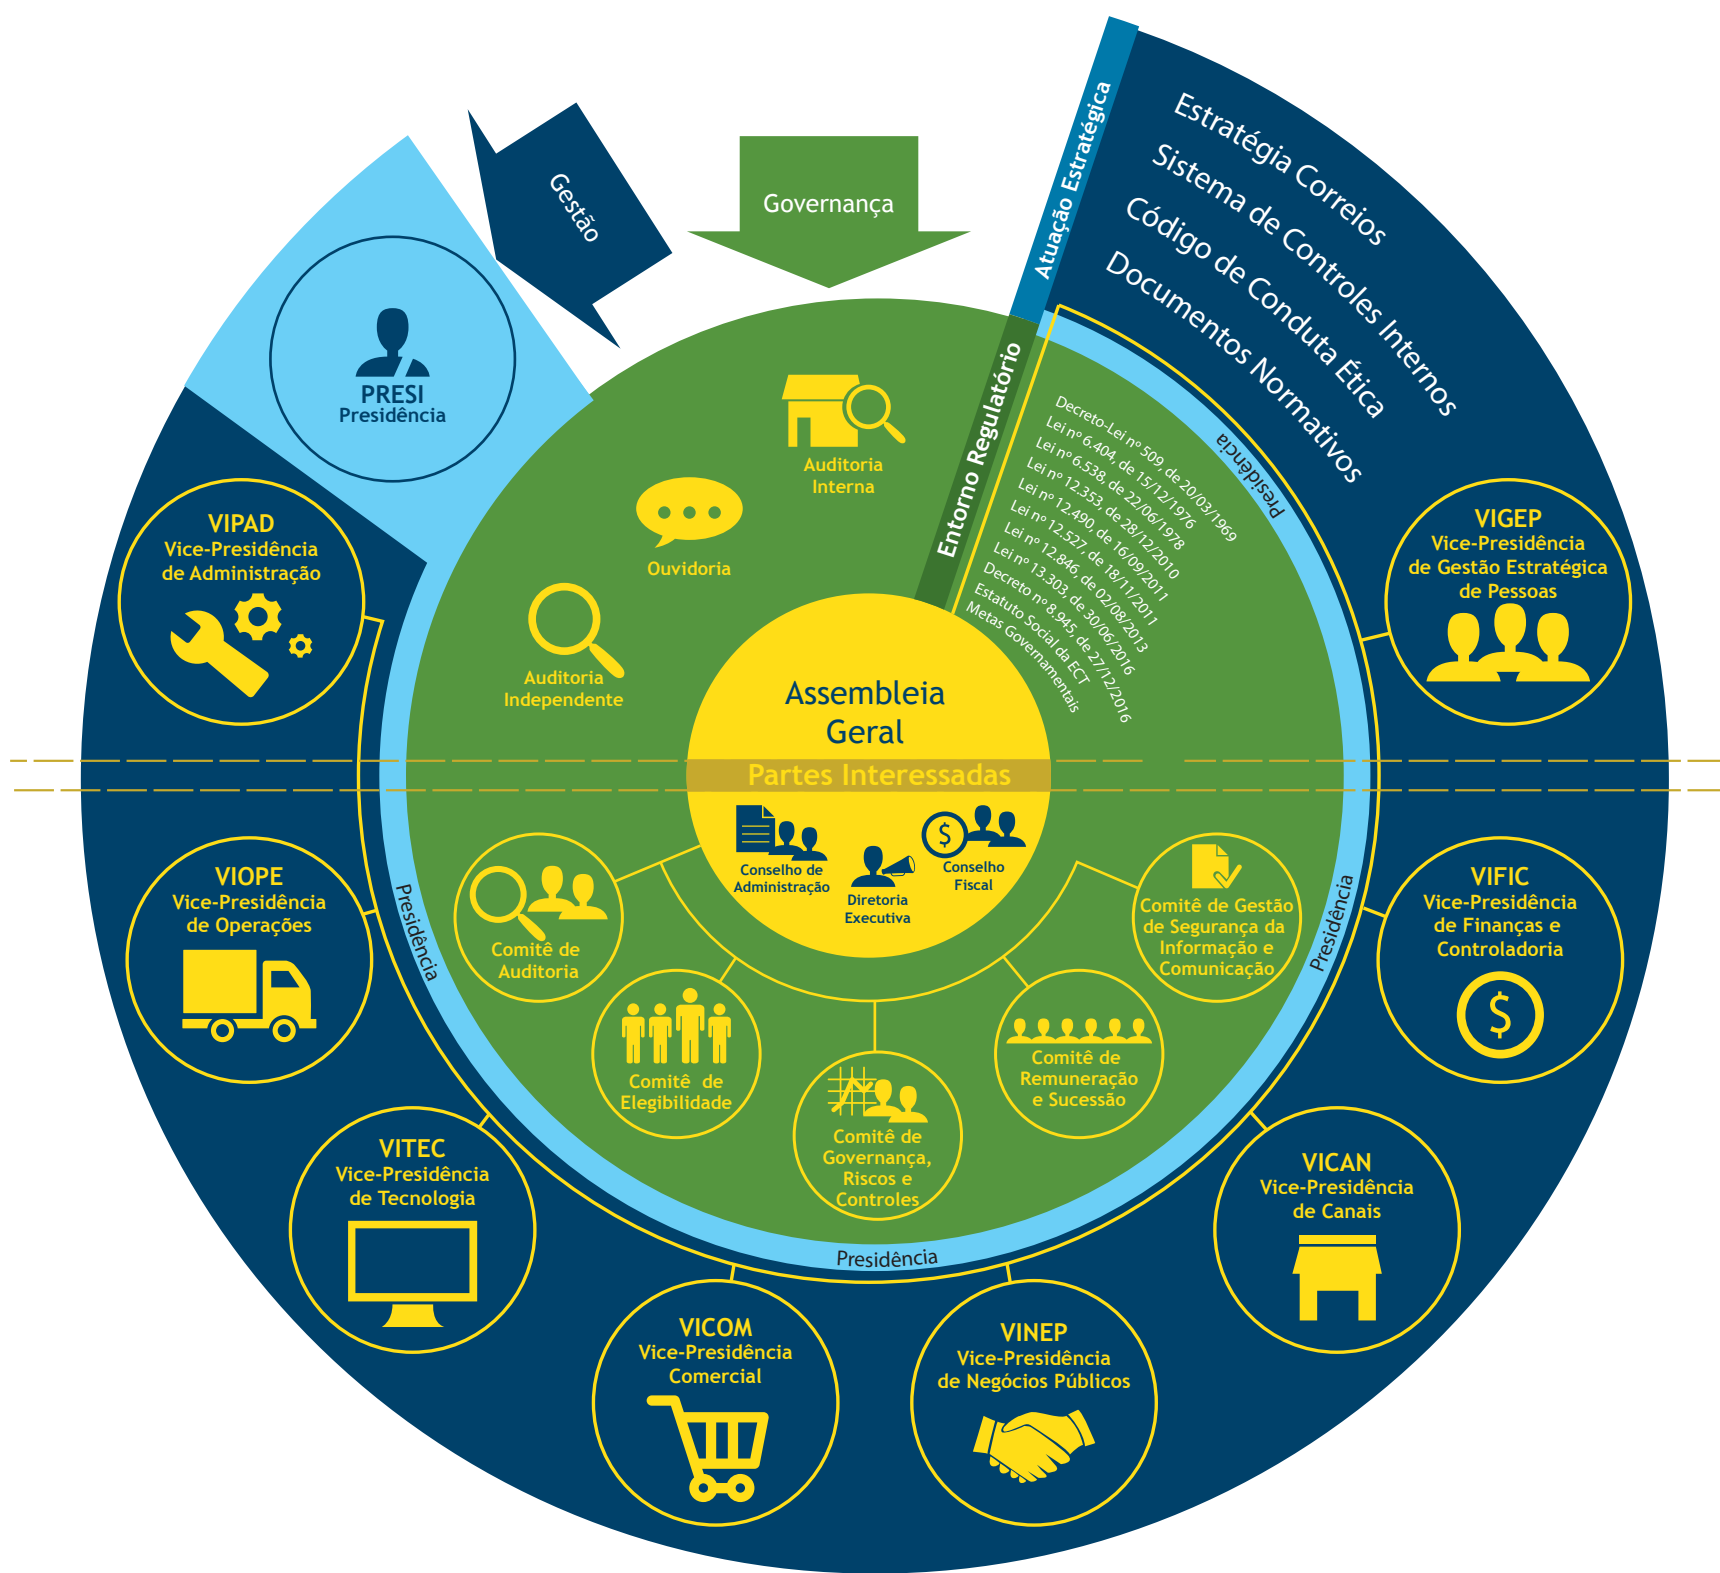 Gestão
Governança
Atuação Estratégica
Estratégia Correios
Sistema de Controles Internos
Código de Conduta Ética
Documentos Normativos
PRESI
Presidência
Entorno Regulatório
Decreto-Lei nº 509, de 20/03/1969
Lei nº 6.404, de 15/12/1976
Lei nº 6.538, de 22/06/1978
Lei nº 12.353, de 28/12/2010
Lei nº 12.490, de 16/09/2011
Lei nº 12.527, de 18/11/2011
Lei nº 12.846, de 02/08/2013
Lei nº 13.303, de 30/06/2016
Decreto nº 8.945, de 27/12/2016
Estatuto Social da ECT
Metas Governamentais
Presidência
Auditoria
Interna
Ouvidoria
Auditoria
Independente
VIPAD
Vice-Presidência
de Administração
VIGEP
Vice-Presidência
de Gestão Estratégica
de Pessoas
Assembleia
Geral
Partes Interessadas
Conselho de
Administração
Diretoria
Executiva
Conselho
Fiscal
Comitê de
Auditoria
Comitê de
Elegibilidade
Comitê de
Governança,
Riscos e
Controles
Comitê de
Remuneração
e Sucessão
Comitê de Gestão
de Segurança da
Informação e
Comunicação
Presidência
Presidência
Presidência
VIOPE
Vice-Presidência
de Operações
VIFIC
Vice-Presidência
de Finanças e
Controladoria
VITEC
Vice-Presidência
de Tecnologia
VICAN
Vice-Presidência
de Canais
VICOM
Vice-Presidência
Comercial
VINEP
Vice-Presidência
de Negócios Públicos